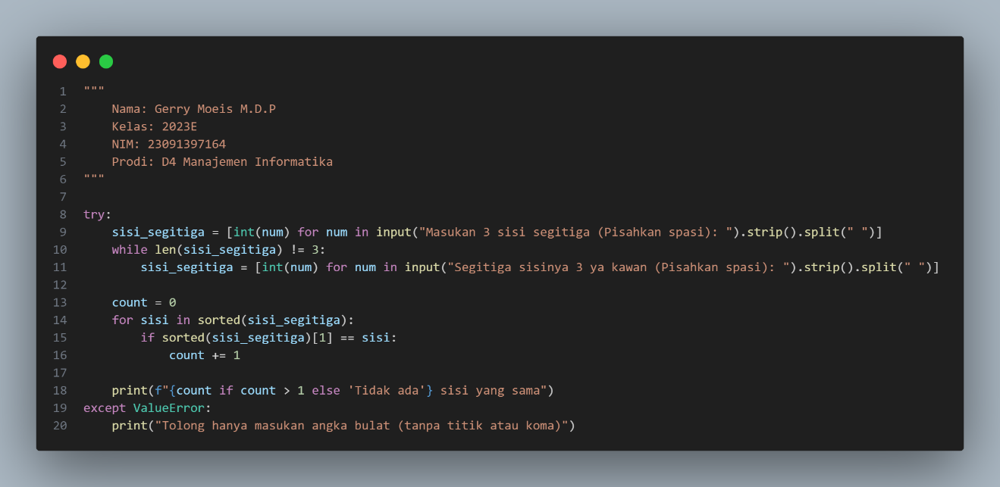 1 """
2     Nama: Gerry Moeis M.D.P
3     Kelas: 2023E
4     NIM: 23091397164
5     Prodi: D4 Manajemen Informatika
6 """
7
8 try:
9     sisi_segitiga = [int(num) for num in input("Masukan 3 sisi segitiga (Pisahkan spasi): ").strip().split(" ")]
10     while len(sisi_segitiga) != 3:
11         sisi_segitiga = [int(num) for num in input("Segitiga sisinya 3 ya kawan (Pisahkan spasi): ").strip().split(" ")]
12
13     count = 0
14     for sisi in sorted(sisi_segitiga):
15         if sorted(sisi_segitiga)[1] == sisi:
16             count += 1
17
18     print(f"{count if count > 1 else 'Tidak ada'} sisi yang sama")
19 except ValueError:
20     print("Tolong hanya masukan angka bulat (tanpa titik atau koma)")